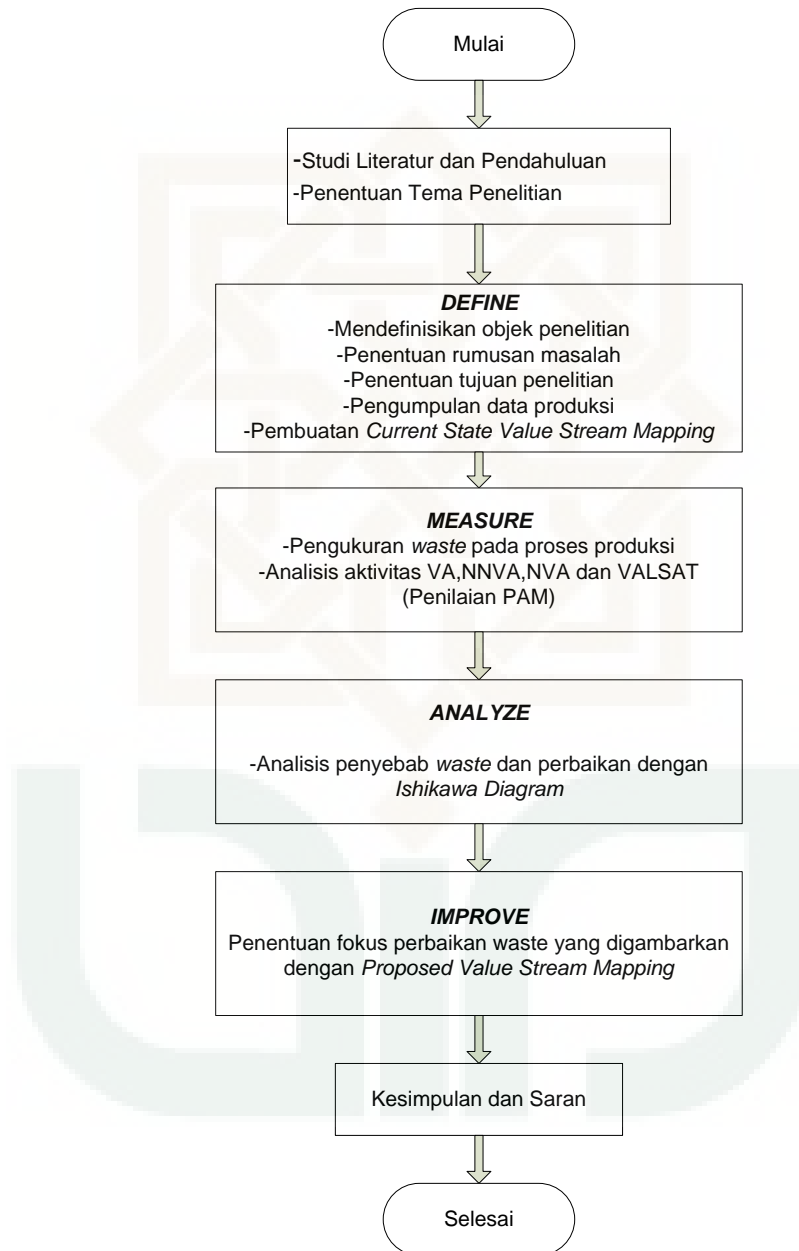 Mulai
-Studi Literatur dan Pendahuluan
-Penentuan Tema Penelitian
DEFINE
-Mendefinisikan objek penelitian
-Penentuan rumusan masalah
-Penentuan tujuan penelitian
-Pengumpulan data produksi
-Pembuatan Current State Value Stream Mapping
MEASURE
-Pengukuran waste pada proses produksi
-Analisis aktivitas VA,NNVA,NVA dan VALSAT
(Penilaian PAM)
ANALYZE
-Analisis penyebab waste dan perbaikan dengan
Ishikawa Diagram
IMPROVE
Penentuan fokus perbaikan waste yang digambarkan
dengan Proposed Value Stream Mapping
Kesimpulan dan Saran
Selesai